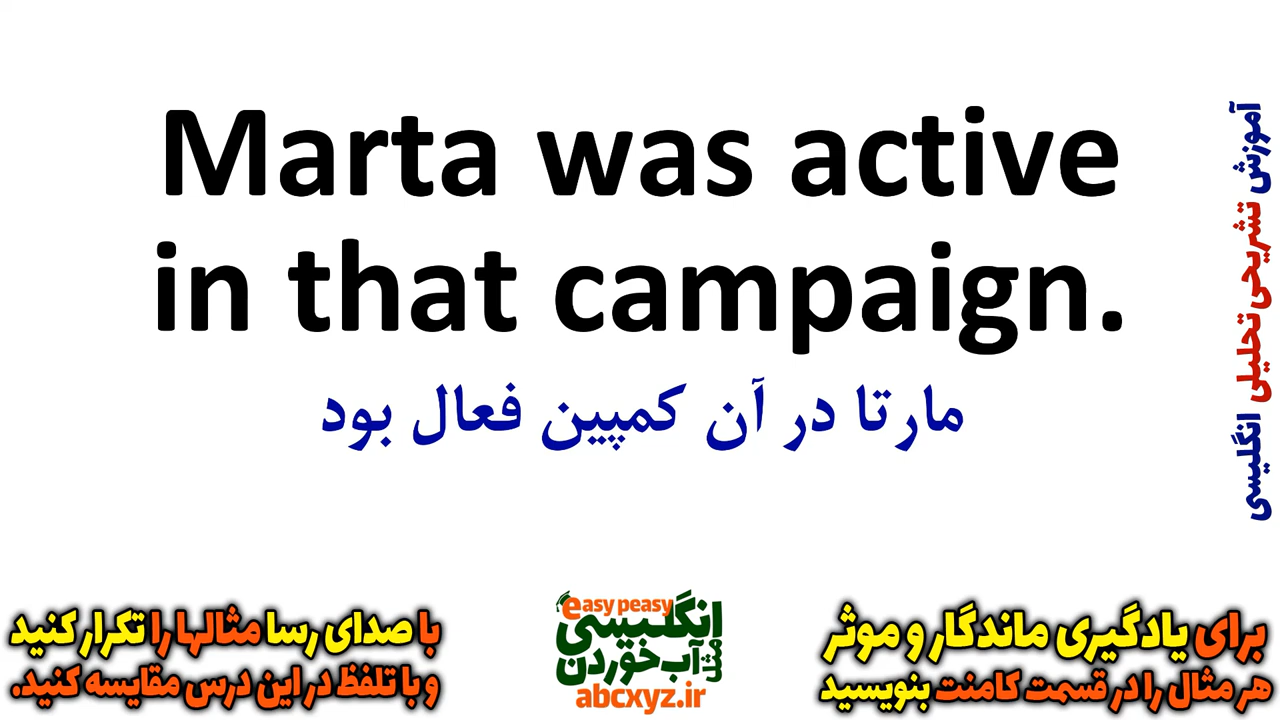 Marta was active
in that campaign.
مارتا در آن کمپین فعال بود
آموزش تشریحی تحلیلی انگلیسی
برای یادگیری ماندگار و موثر
هر مثال را در قسمت کامنت بنویسید
easy peasy
انگلیسی
مثل آب خوردن
abcxyz.ir
با صدای رسا مثالها را تکرار کنید
و با تلفظ در این درس مقایسه کنید.